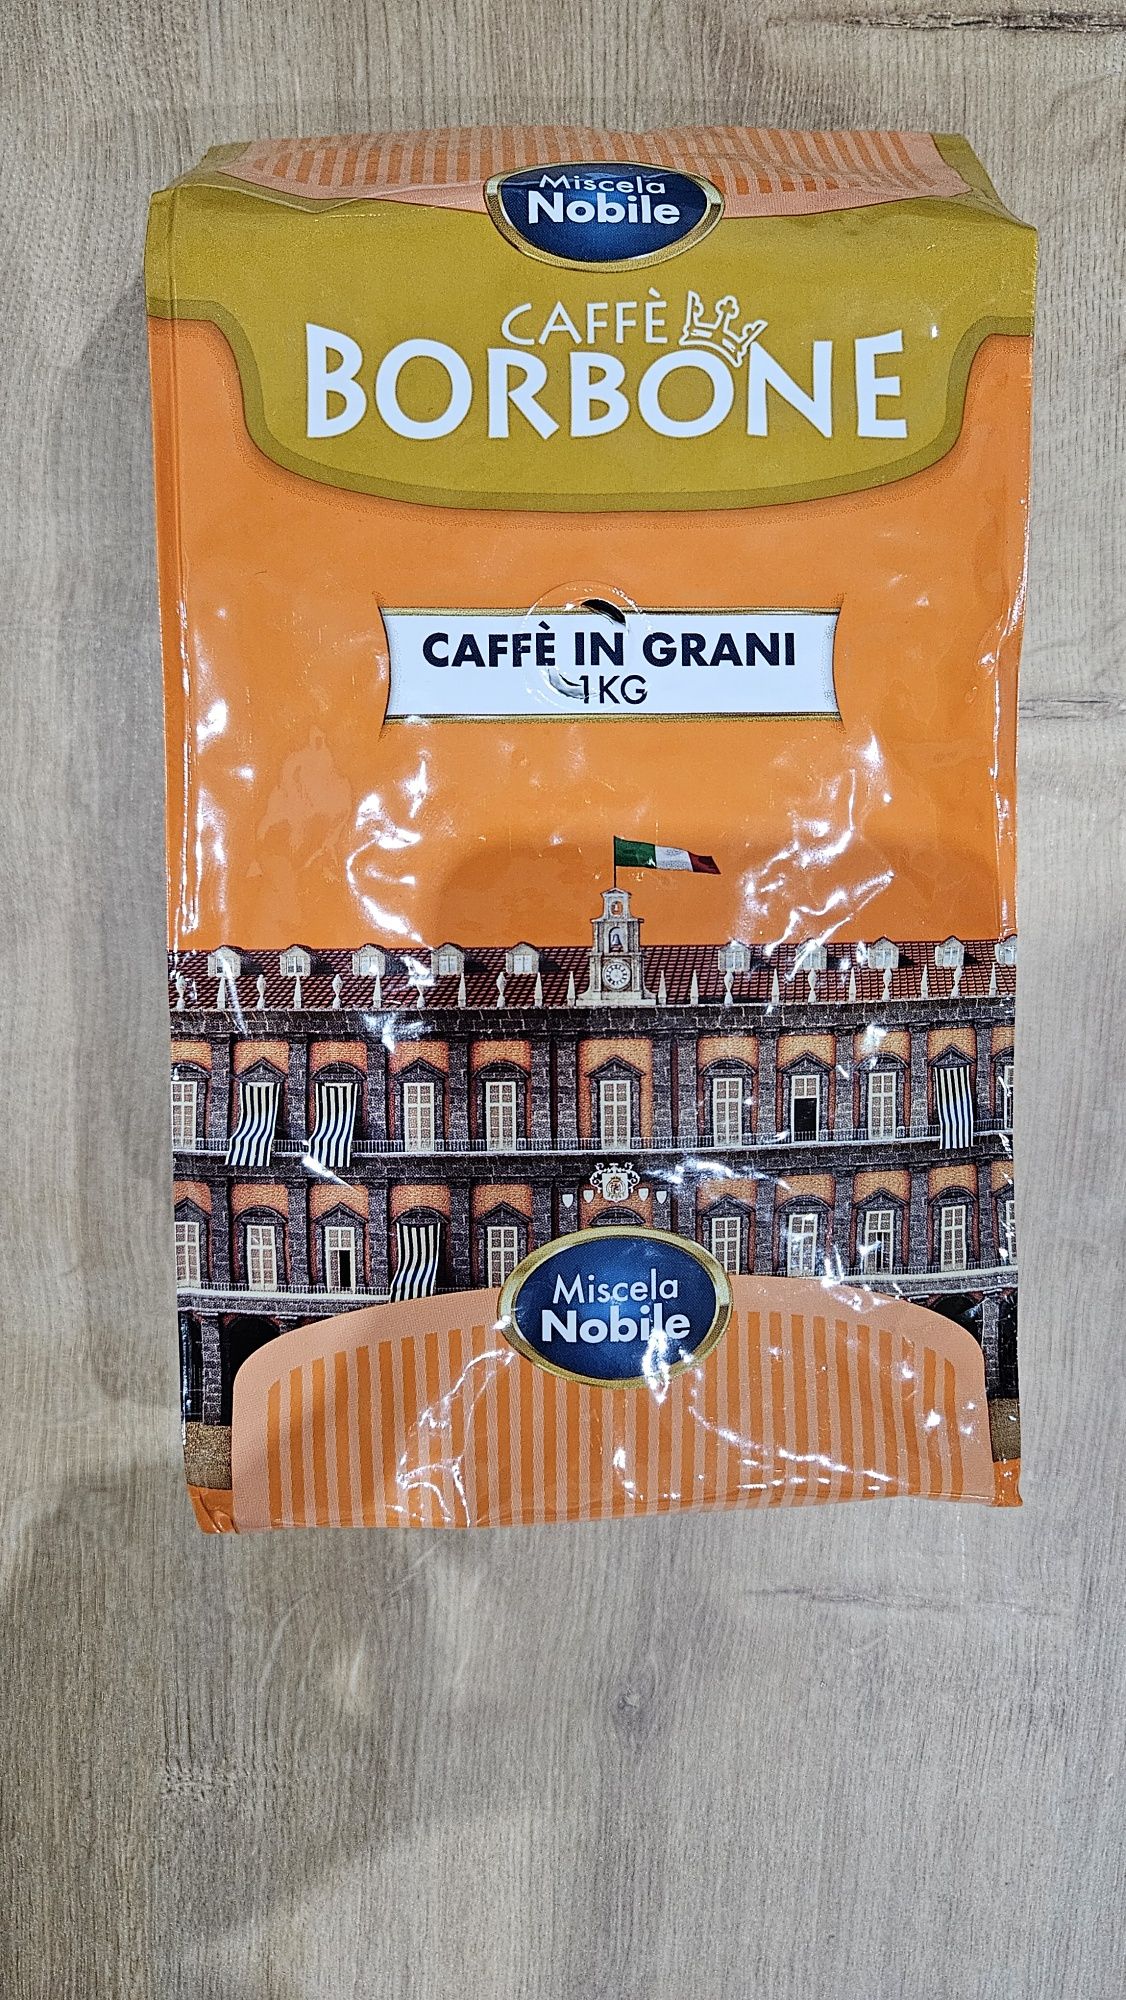 Miscela
Nobile
CAFFÈ
BORBONE
CAFFÈ IN GRANI
1KG
Miscela
Nobile